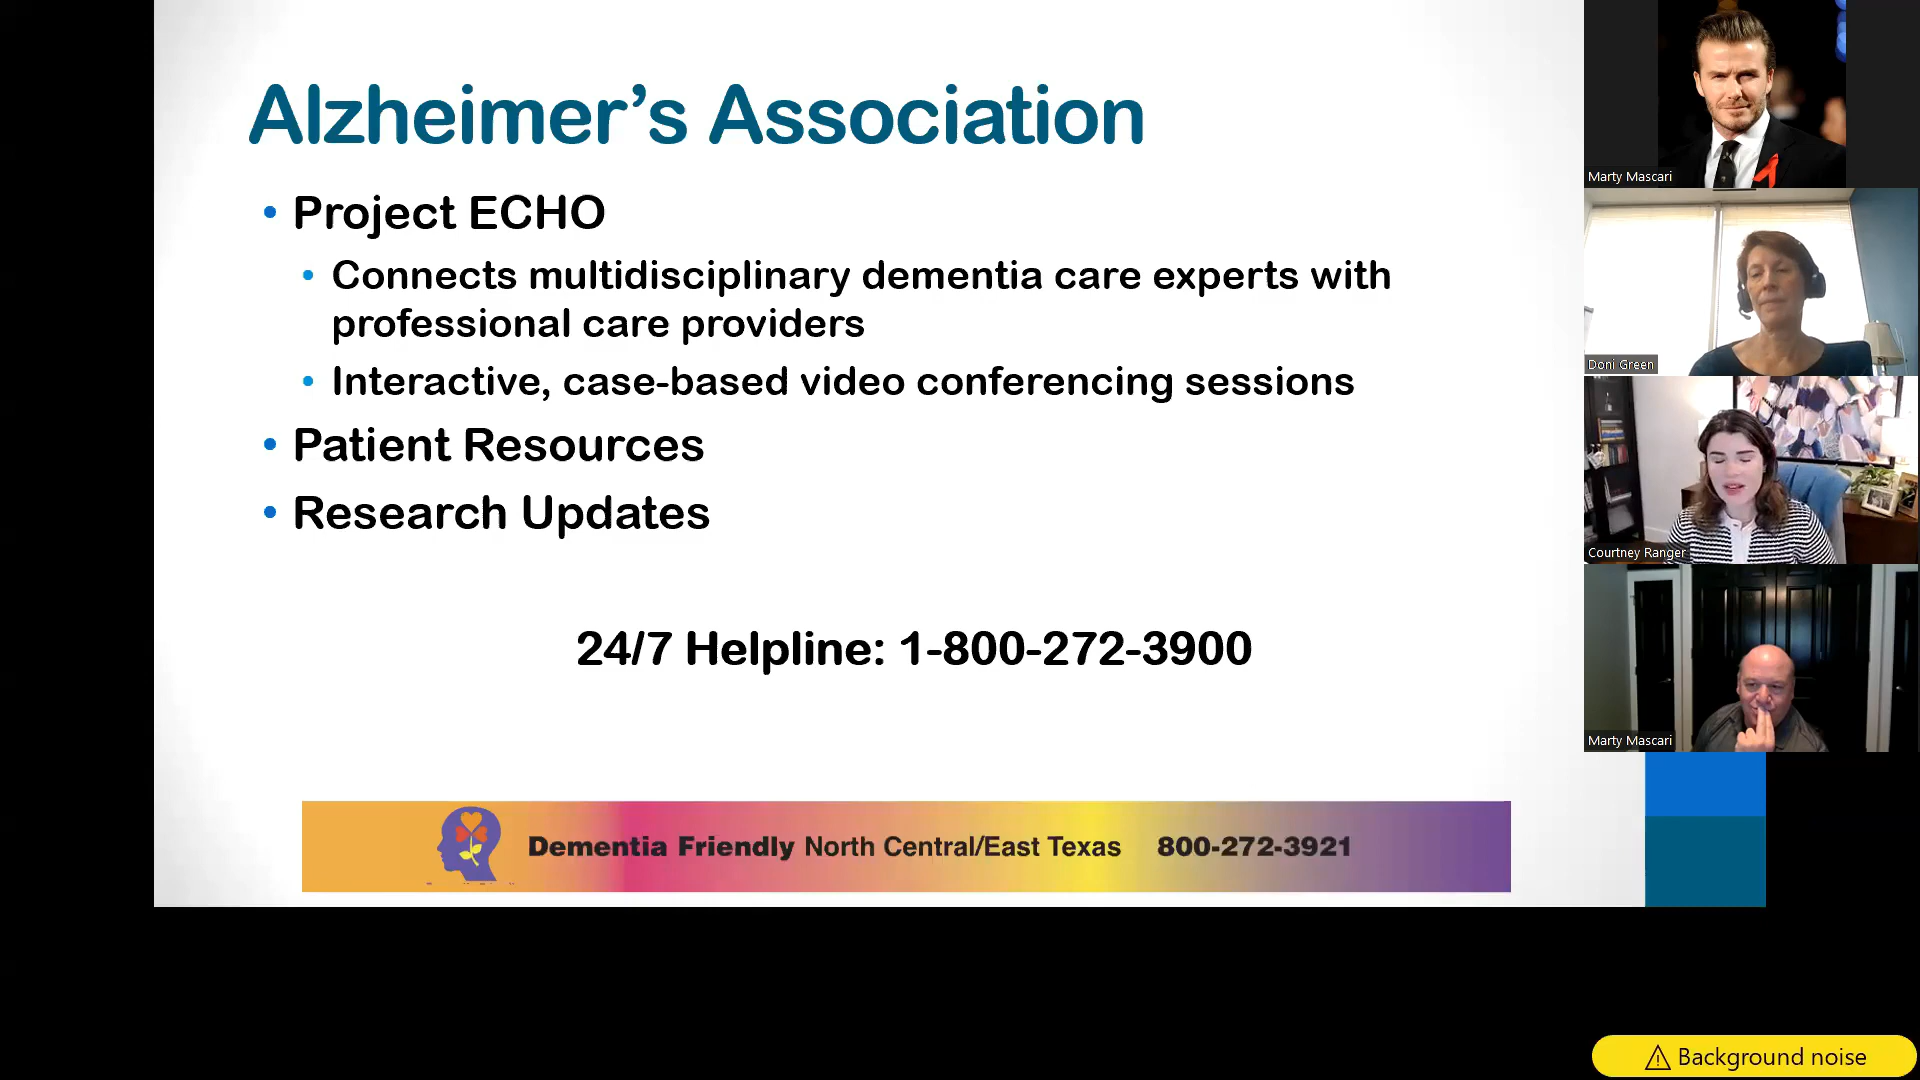 Alzheimer’s Association
• Project ECHO
• Connects multidisciplinary dementia care experts with
professional care providers
• Interactive, case-based video conferencing sessions
• Patient Resources
• Research Updates
24/7 Helpline: 1-800-272-3900
Dementia Friendly North Central/East Texas 800-272-3921
Marty Mascari
Doni Green
Courtney Ranger
Marty Mascari
Background noise